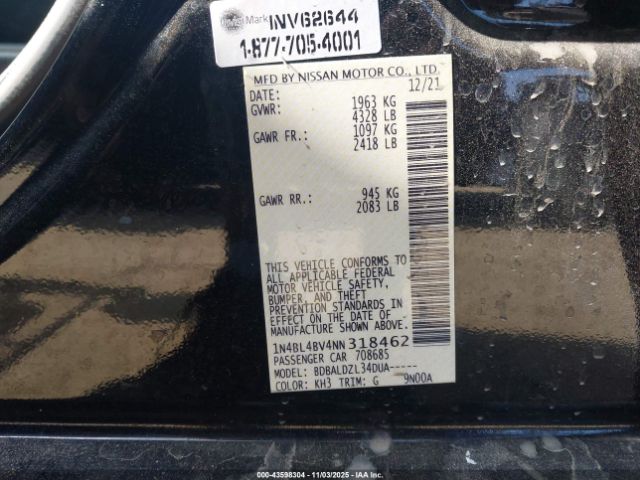 Mark INV62644
1-877-705-4001
MFD BY NISSAN MOTOR CO., LTD.
DATE: 12/21
GVWR: 1963 KG
4328 LB
GAWR FR.: 1097 KG
2418 LB
GAWR RR.: 945 KG
2083 LB
THIS VEHICLE CONFORMS TO
ALL APPLICABLE FEDERAL
MOTOR VEHICLE SAFETY,
BUMPER, AND THEFT
PREVENTION STANDARDS IN
EFFECT ON THE DATE OF
MANUFACTURE SHOWN ABOVE.
1N4BL4BV4NN318462
PASSENGER CAR 708685
MODEL: BDBALDZL34DUA-----
COLOR: KH3 TRIM: G 9N00A
© IAA 2025 - 43598304 | 11/03/2025 - USA